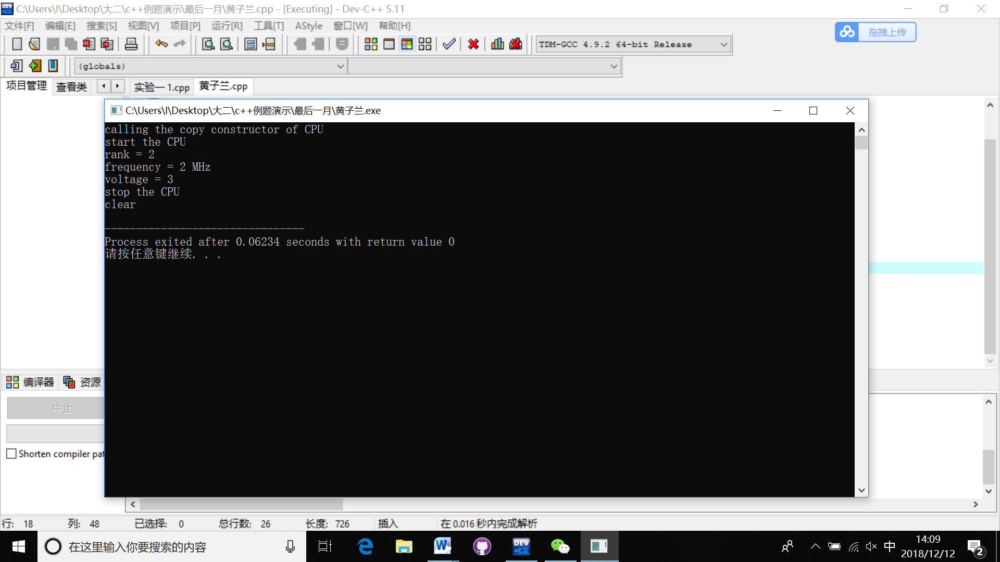 C:\Users\l\Desktop\大二\c++例题演示\最后一月\黄子兰.cpp - [Executing] - Dev-C++ 5.11
文件[F] 编辑[E] 搜索[S] 视图[V] 项目[P] 运行[R] 工具[T] AStyle 窗口[W] 帮助[H]
拖拽上传
TDM-GCC 4.9.2 64-bit Release
(globals)
项目管理 查看类 实验一 1.cpp 黄子兰.cpp
C:\Users\l\Desktop\大二\c++例题演示\最后一月\黄子兰.exe
calling the copy constructor of CPU
start the CPU
rank = 2
frequency = 2 MHz
voltage = 3
stop the CPU
clear
--------------------------------
Process exited after 0.06234 seconds with return value 0
请按任意键继续. . .
编译器 资源
中止
Shorten compiler pat
行: 18 列: 48 已选择: 0 总行数: 26 长度: 726 插入 在 0.016 秒内完成解析
在这里输入你要搜索的内容
DEV C++
中
14:09
2018/12/12
2